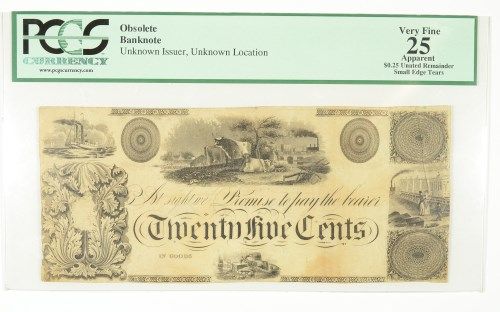 PCGS
CURRENCY
www.pcgscurrency.com
Obsolete
Banknote
Unknown Issuer, Unknown Location
Very Fine
25
Apparent
$0.25 Unuted Remainder
Small Edge Tears
At sight we Promise to pay the bearer
Twenty Five Cents
IN GOODS